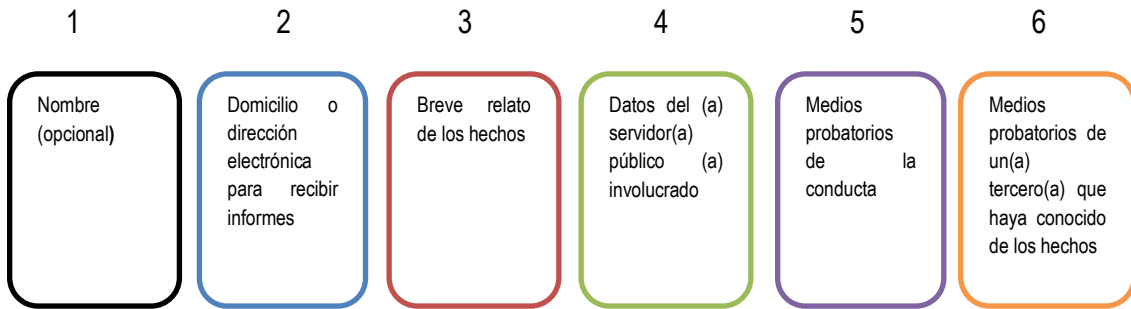 1
2
3
4
5
6
Nombre
(opcional)
Domicilio o
dirección
electrónica
para recibir
informes
Breve relato
de los hechos
Datos del (a)
servidor(a)
público (a)
involucrado
Medios
probatorios
de la
conducta
Medios
probatorios de
un(a)
tercero(a) que
haya conocido
de los hechos